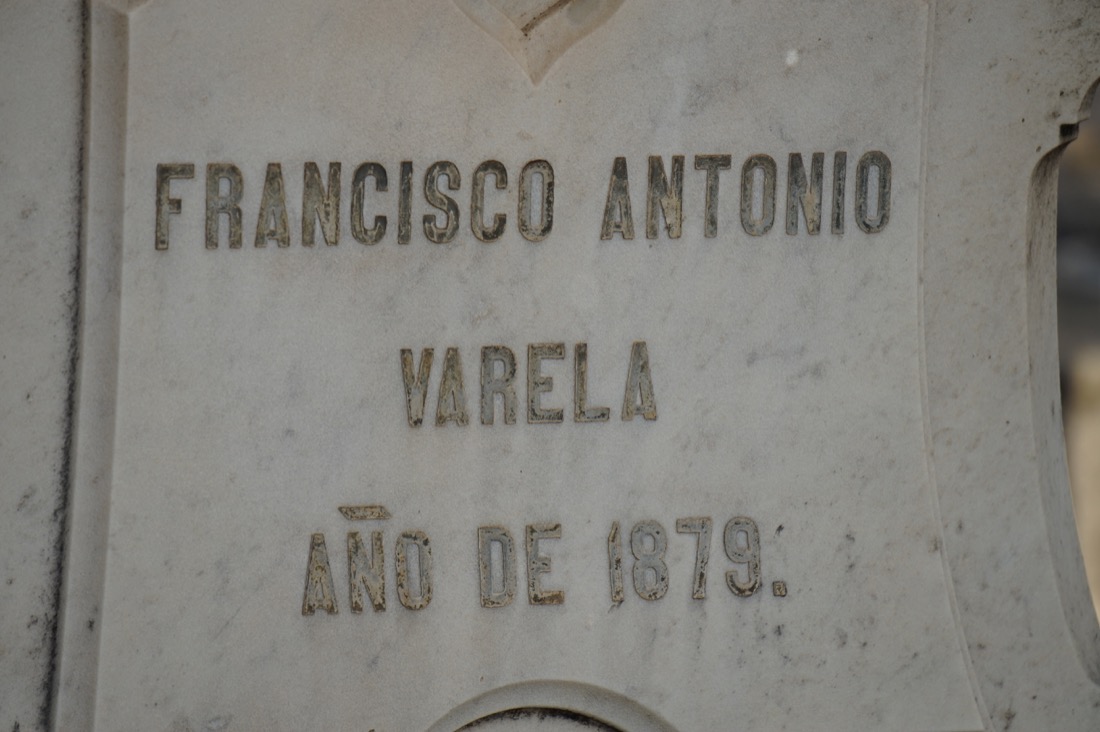 FRANCISCO ANTONIO
VARELA
AÑO DE 1879.